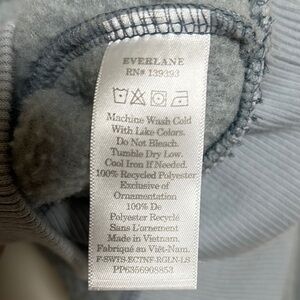 EVERLANE
RN# 139393
Machine Wash Cold
With Like Colors.
Do Not Bleach.
Tumble Dry Low.
Cool Iron If Needed.
100% Recycled Polyester
Exclusive of
Ornamentation
100% De
Polyester Recyclé
Sans L'ornement
Made in Vietnam.
Fabriqué au Viêt-Nam.
F-SWTS-ECTNF-RGLN-LS
PP6356908853